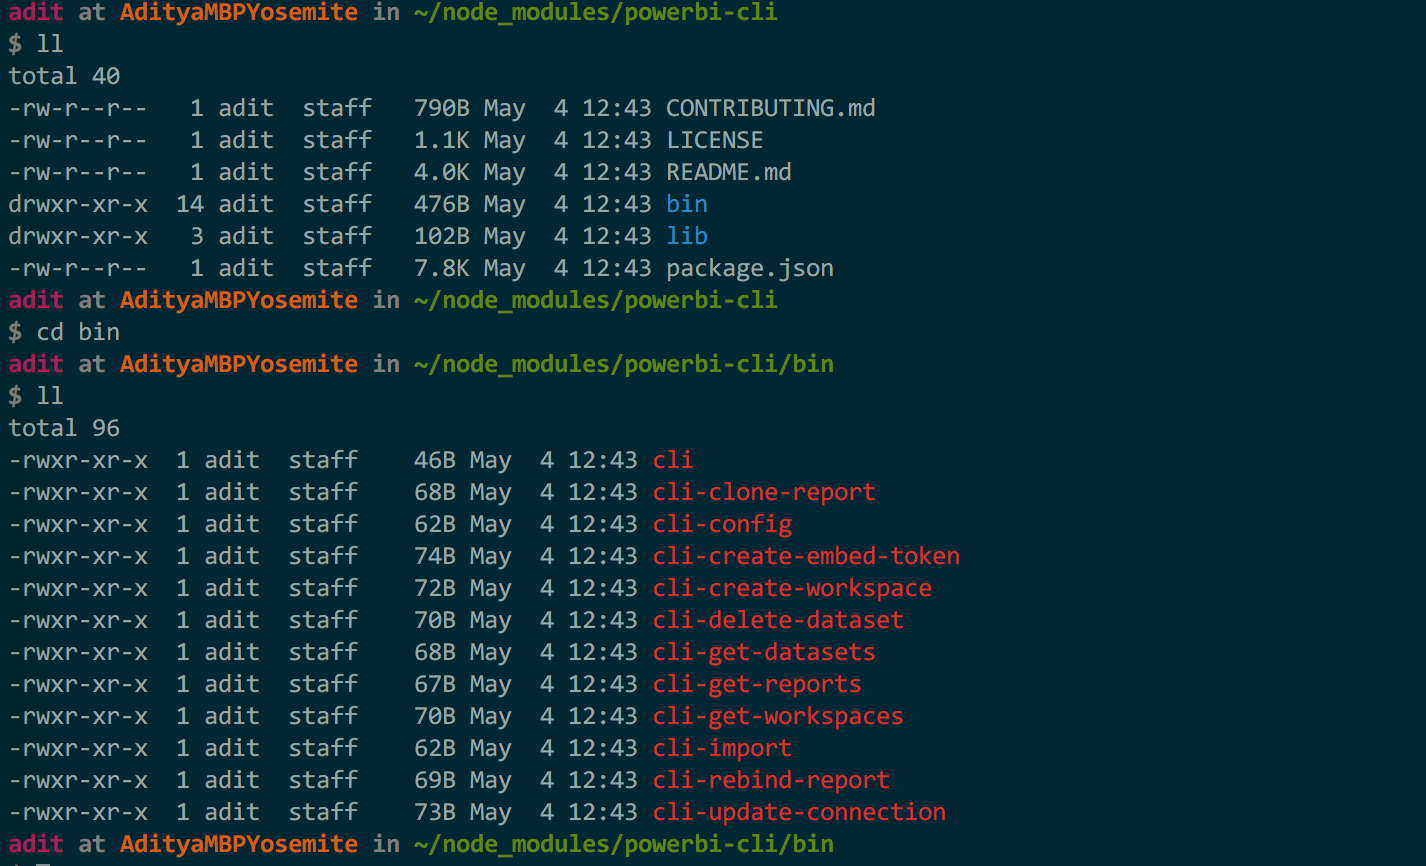 adit at AdityaMBPYosemite in ~/node_modules/powerbi-cli
$ ll
total 40
-rw-r--r--   1 adit  staff   790B May  4 12:43 CONTRIBUTING.md
-rw-r--r--   1 adit  staff   1.1K May  4 12:43 LICENSE
-rw-r--r--   1 adit  staff   4.0K May  4 12:43 README.md
drwxr-xr-x  14 adit  staff   476B May  4 12:43 bin
drwxr-xr-x   3 adit  staff   102B May  4 12:43 lib
-rw-r--r--   1 adit  staff   7.8K May  4 12:43 package.json
adit at AdityaMBPYosemite in ~/node_modules/powerbi-cli
$ cd bin
adit at AdityaMBPYosemite in ~/node_modules/powerbi-cli/bin
$ ll
total 96
-rwxr-xr-x  1 adit  staff    46B May  4 12:43 cli
-rwxr-xr-x  1 adit  staff    68B May  4 12:43 cli-clone-report
-rwxr-xr-x  1 adit  staff    62B May  4 12:43 cli-config
-rwxr-xr-x  1 adit  staff    74B May  4 12:43 cli-create-embed-token
-rwxr-xr-x  1 adit  staff    72B May  4 12:43 cli-create-workspace
-rwxr-xr-x  1 adit  staff    70B May  4 12:43 cli-delete-dataset
-rwxr-xr-x  1 adit  staff    68B May  4 12:43 cli-get-datasets
-rwxr-xr-x  1 adit  staff    67B May  4 12:43 cli-get-reports
-rwxr-xr-x  1 adit  staff    70B May  4 12:43 cli-get-workspaces
-rwxr-xr-x  1 adit  staff    62B May  4 12:43 cli-import
-rwxr-xr-x  1 adit  staff    69B May  4 12:43 cli-rebind-report
-rwxr-xr-x  1 adit  staff    73B May  4 12:43 cli-update-connection
adit at AdityaMBPYosemite in ~/node_modules/powerbi-cli/bin